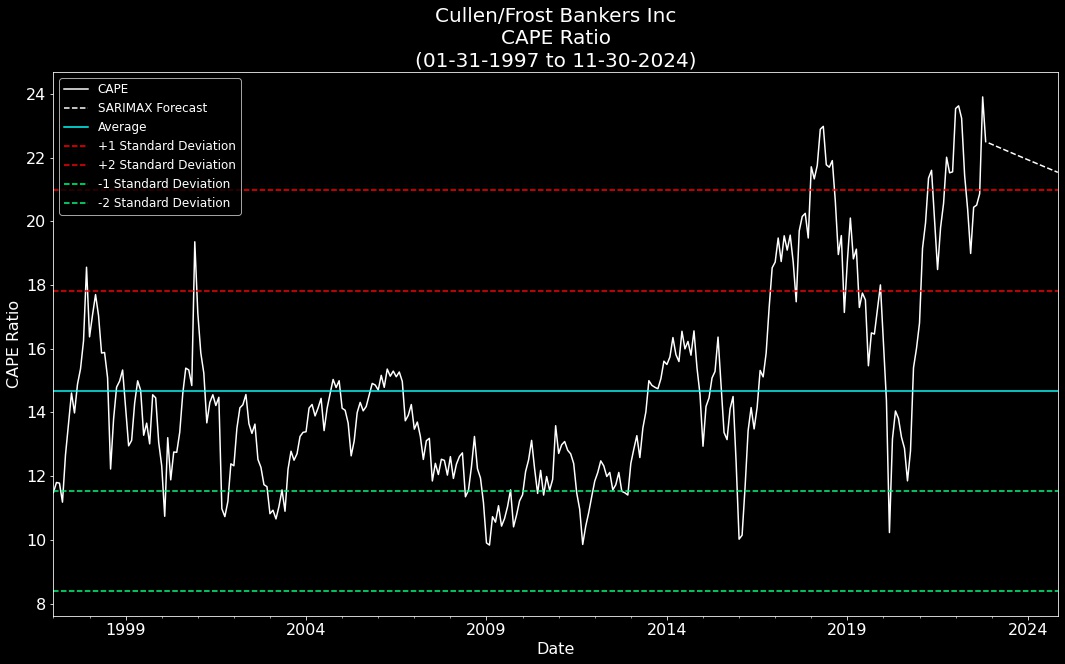 Cullen/Frost Bankers Inc
CAPE Ratio
(01-31-1997 to 11-30-2024)
CAPE
SARIMAX Forecast
Average
+1 Standard Deviation
+2 Standard Deviation
-1 Standard Deviation
-2 Standard Deviation
CAPE Ratio
24
22
20
18
16
14
12
10
8
1999 2004 2009 2014 2019 2024
Date